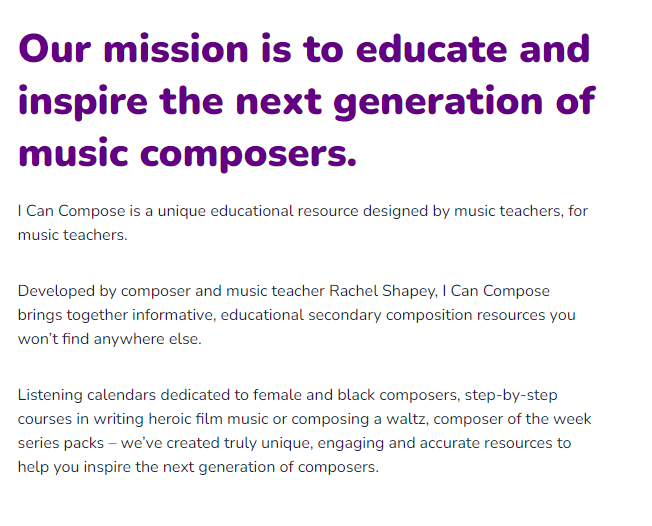 Our mission is to educate and
inspire the next generation of
music composers.
I Can Compose is a unique educational resource designed by music teachers, for
music teachers.
Developed by composer and music teacher Rachel Shapey, I Can Compose
brings together informative, educational secondary composition resources you
won’t find anywhere else.
Listening calendars dedicated to female and black composers, step-by-step
courses in writing heroic film music or composing a waltz, composer of the week
series packs – we’ve created truly unique, engaging and accurate resources to
help you inspire the next generation of composers.